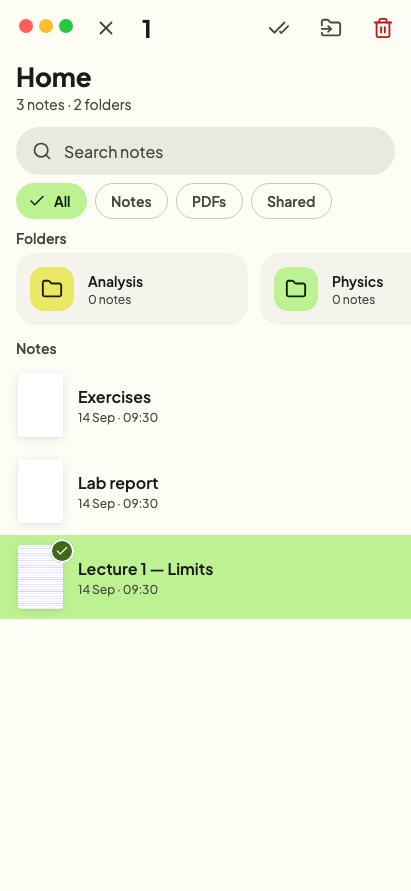 1
Home
3 notes · 2 folders
Search notes
All Notes PDFs Shared
Folders
Analysis
0 notes
Physics
0 notes
Notes
Exercises
14 Sep · 09:30
Lab report
14 Sep · 09:30
Lecture 1 — Limits
14 Sep · 09:30